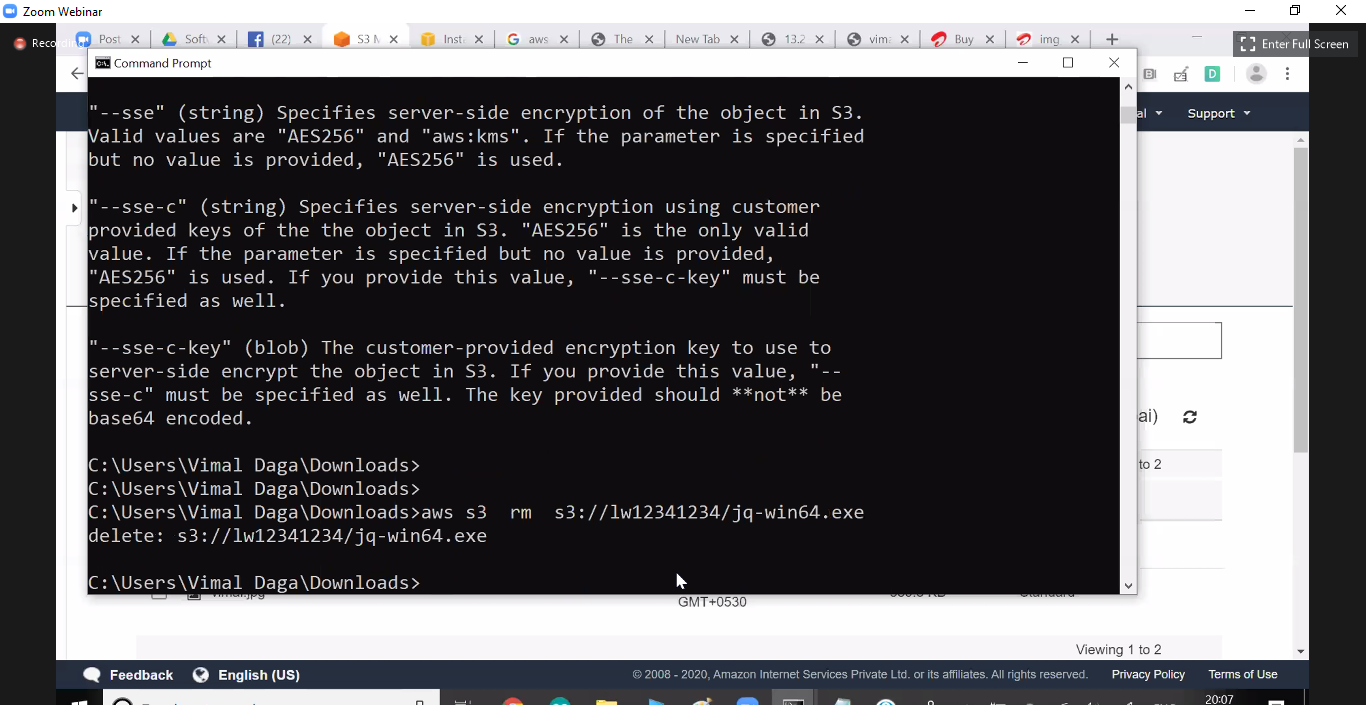 Zoom Webinar
Recording
Post
Soft
(22)
S3 M
Inst
aws
The
New Tab
13.2
vim
Buy
img
Enter Full Screen
Command Prompt
al
Support
"--sse" (string) Specifies server-side encryption of the object in S3.
Valid values are "AES256" and "aws:kms". If the parameter is specified
but no value is provided, "AES256" is used.
"--sse-c" (string) Specifies server-side encryption using customer
provided keys of the the object in S3. "AES256" is the only valid
value. If the parameter is specified but no value is provided,
"AES256" is used. If you provide this value, "--sse-c-key" must be
specified as well.
"--sse-c-key" (blob) The customer-provided encryption key to use to
server-side encrypt the object in S3. If you provide this value, "--
sse-c" must be specified as well. The key provided should **not** be
base64 encoded.
ai)
to 2
C:\Users\Vimal Daga\Downloads>
C:\Users\Vimal Daga\Downloads>
C:\Users\Vimal Daga\Downloads>aws s3  rm  s3://lw12341234/jq-win64.exe
delete: s3://lw12341234/jq-win64.exe
C:\Users\Vimal Daga\Downloads>
vimal.jpg
GMT+0530
Standard
Viewing 1 to 2
Feedback
English (US)
© 2008 - 2020, Amazon Internet Services Private Ltd. or its affiliates. All rights reserved.
Privacy Policy
Terms of Use
20:07